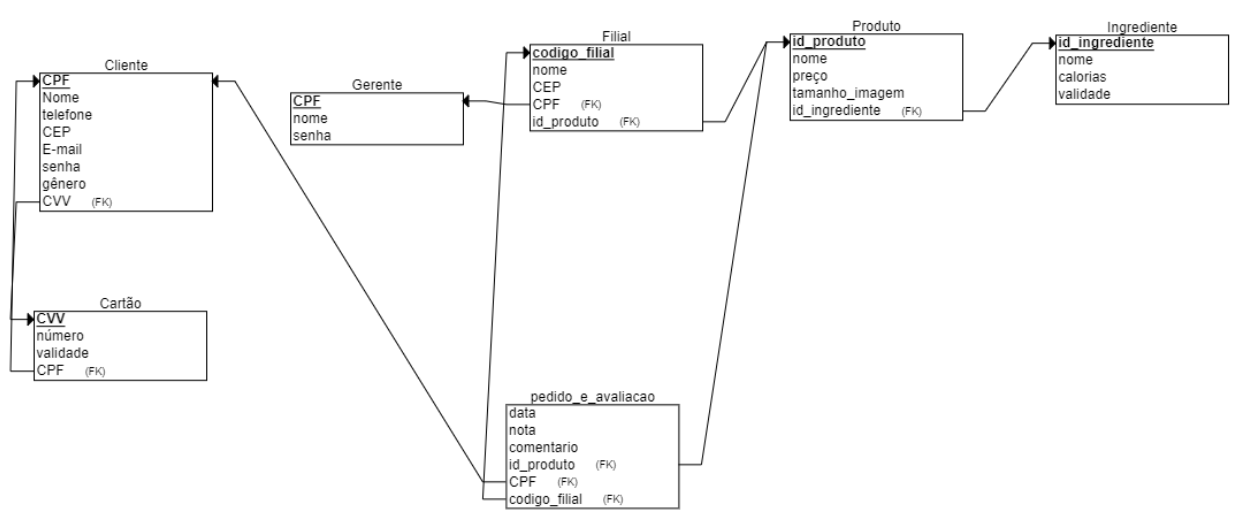 Cliente
CPF
Nome
telefone
CEP
E-mail
senha
gênero
CVV (FK)
Cartão
CVV
número
validade
CPF (FK)
Gerente
CPF
nome
senha
Filial
codigo_filial
nome
CEP
CPF (FK)
id_produto (FK)
Produto
id_produto
nome
preço
tamanho_imagem
id_ingrediente (FK)
Ingrediente
id_ingrediente
nome
calorias
validade
pedido_e_avaliacao
data
nota
comentario
id_produto (FK)
CPF (FK)
codigo_filial (FK)